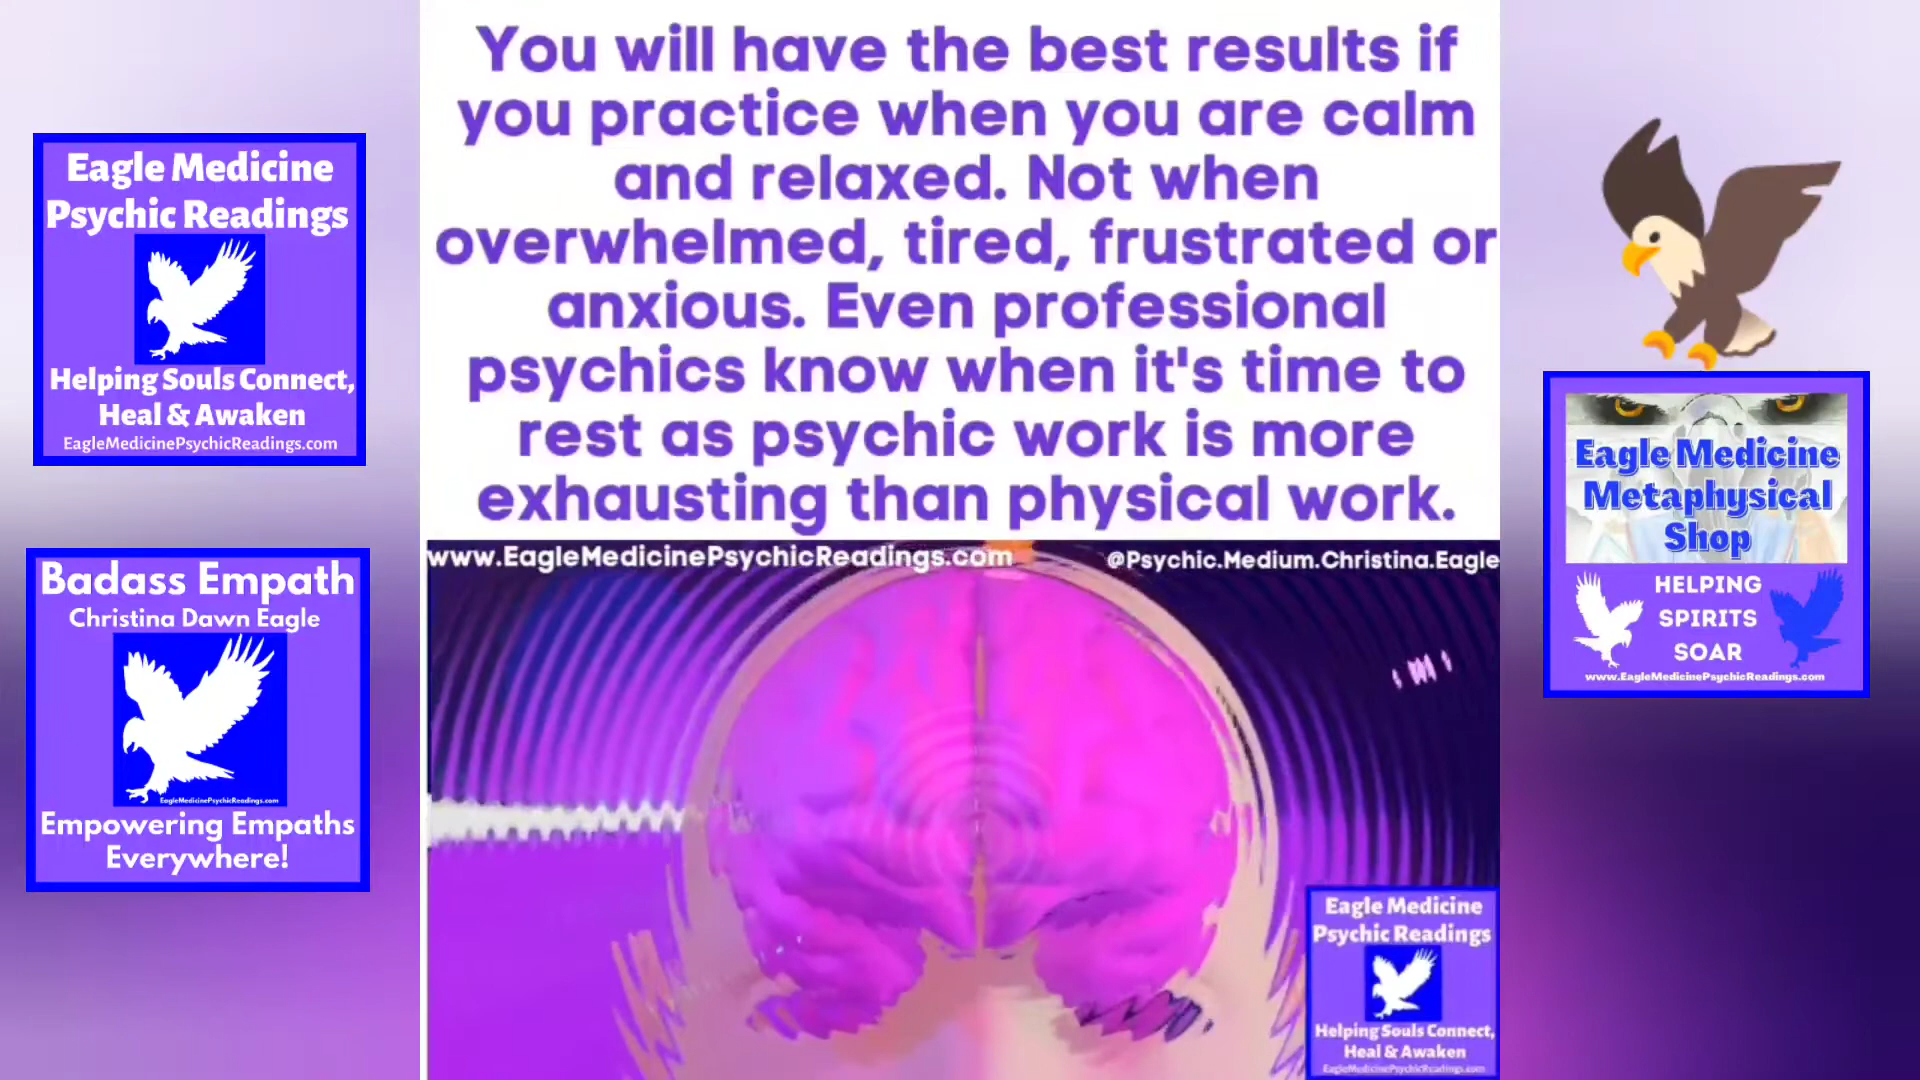 You will have the best results if
you practice when you are calm
and relaxed. Not when
overwhelmed, tired, frustrated or
anxious. Even professional
psychics know when it's time to
rest as psychic work is more
exhausting than physical work.
www.EagleMedicinePsychicReadings.com
@Psychic.Medium.Christina.Eagle
Eagle Medicine
Psychic Readings
Helping Souls Connect,
Heal & Awaken
EagleMedicinePsychicReadings.com
Badass Empath
Christina Dawn Eagle
EagleMedicinePsychicReadings.com
Empowering Empaths
Everywhere!
Eagle Medicine
Metaphysical
Shop
HELPING
SPIRITS
SOAR
www.EagleMedicinePsychicReadings.com
Eagle Medicine
Psychic Readings
Helping Souls Connect,
Heal & Awaken
EagleMedicinePsychicReadings.com